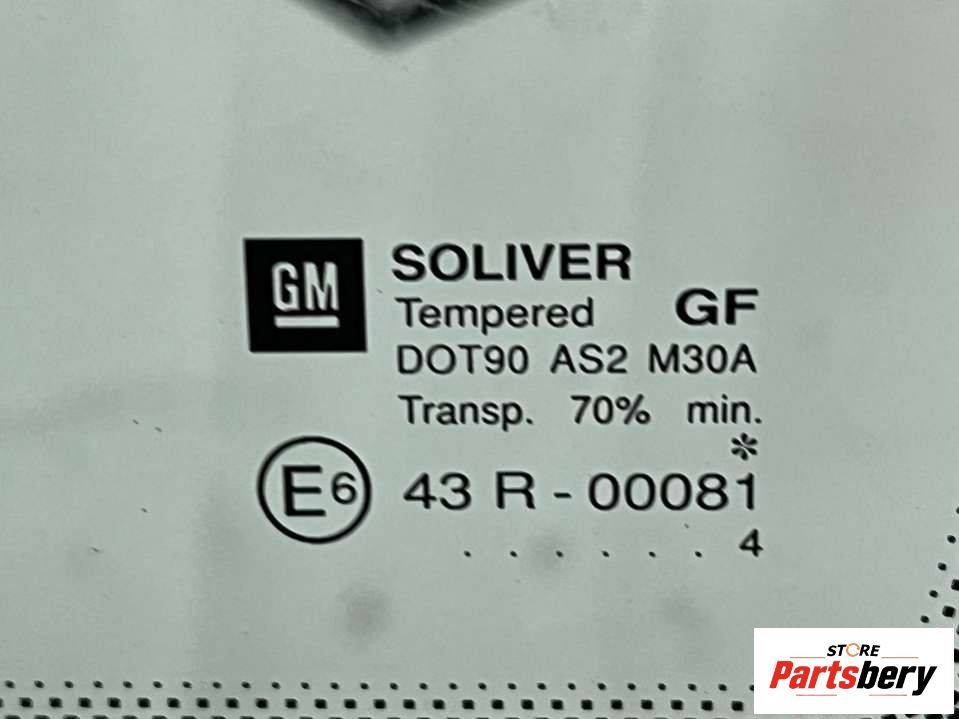 GM
SOLIVER
Tempered GF
DOT90 AS2 M30A
Transp. 70% min.
*
E6 43 R - 00081
. . . . . . 4
STORE
Partsbery